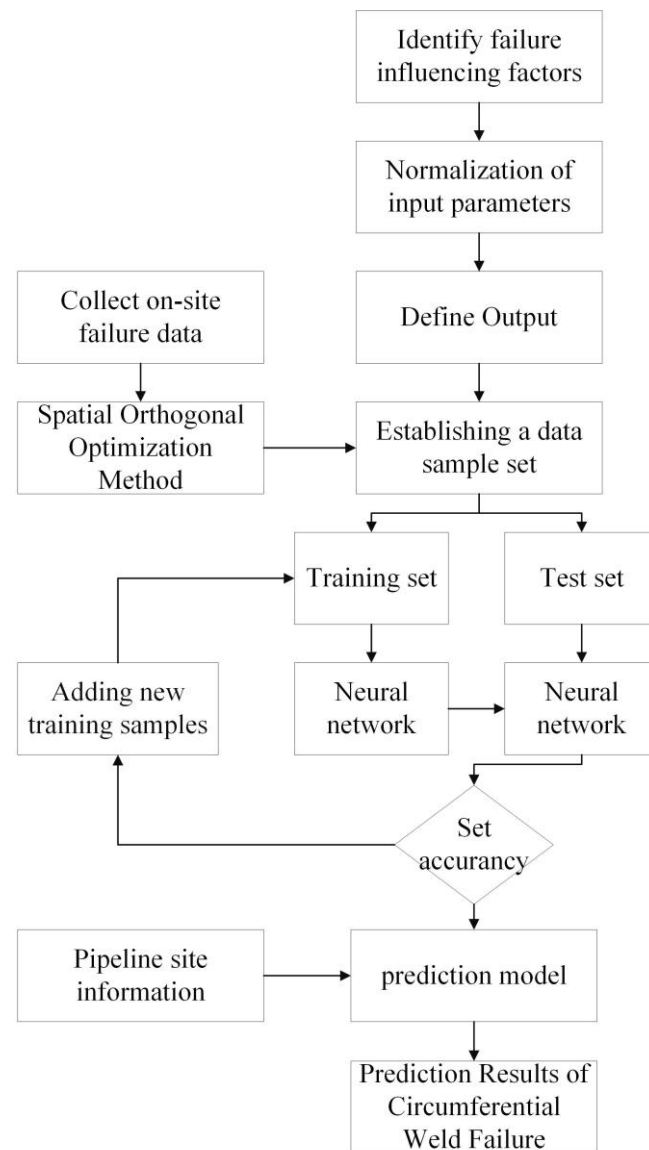 Identify failure
influencing factors
Normalization of
input parameters
Collect on-site
failure data
Define Output
Spatial Orthogonal
Optimization
Method
Establishing a data
sample set
Training set
Test set
Adding new
training samples
Neural
network
Neural
network
Set
accurancy
Pipeline site
information
prediction model
Prediction Results of
Circumferential
Weld Failure